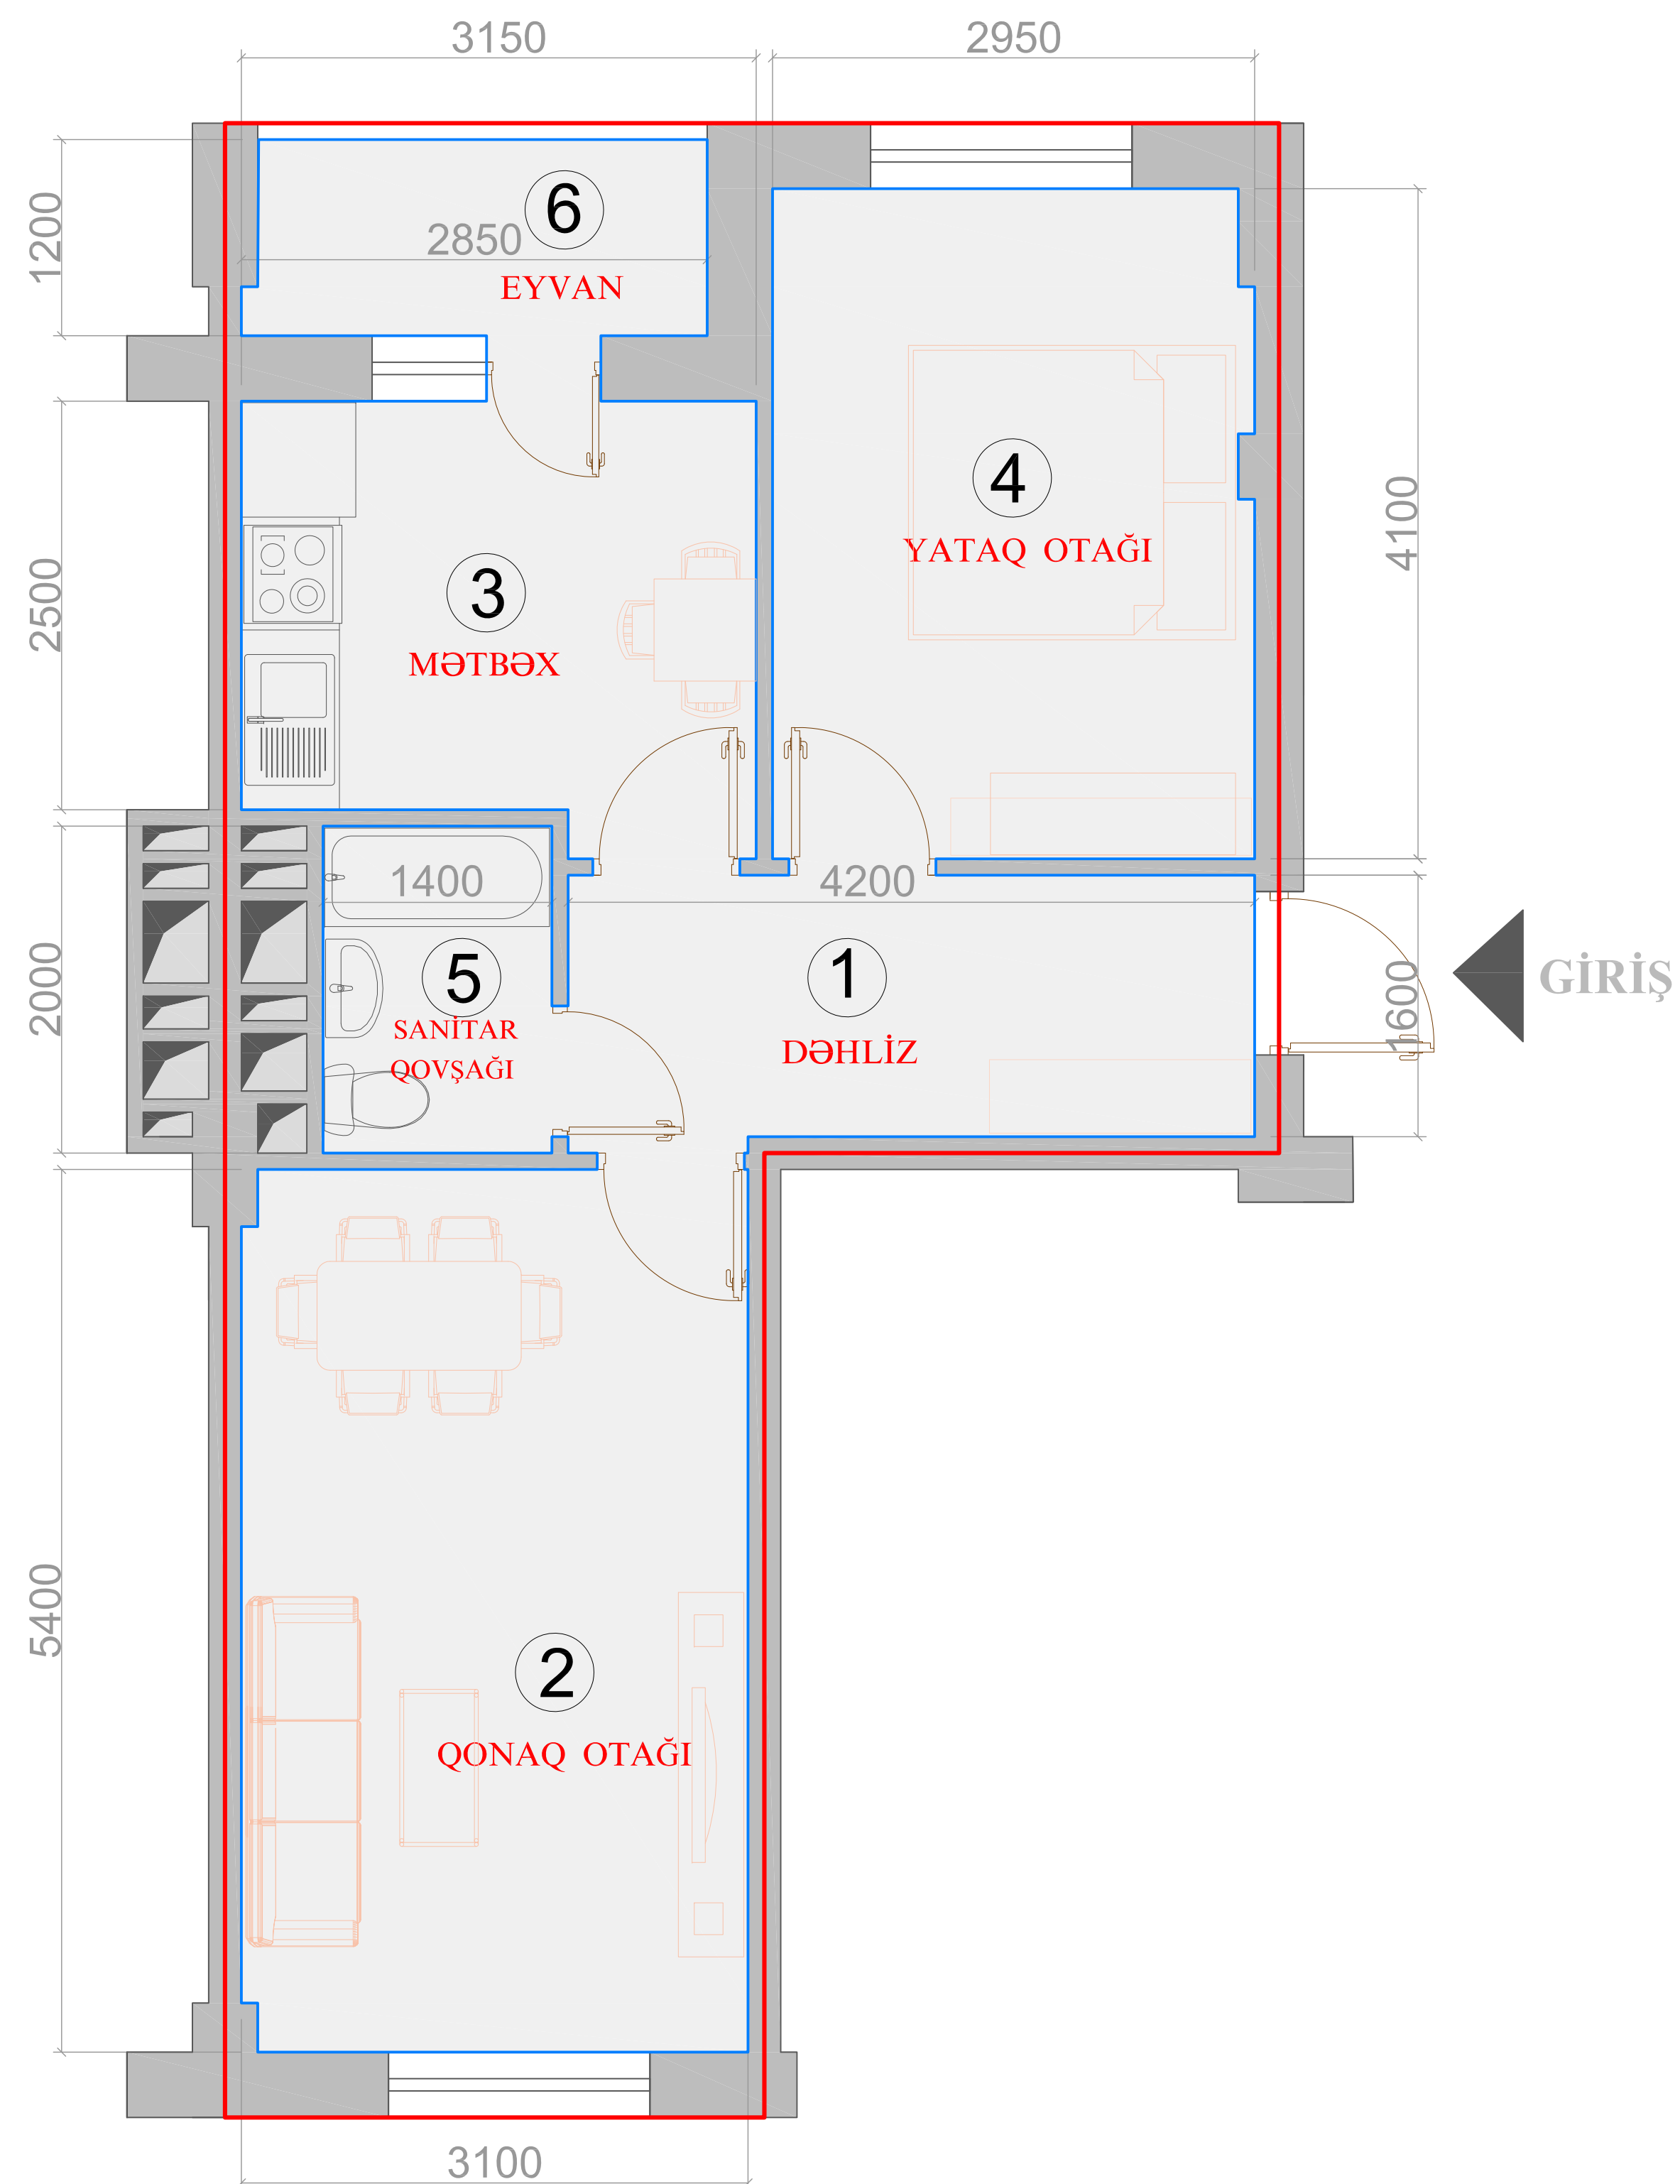 3150
2950
1200
6
2850
EYVAN
4
YATAQ OTAĞI
4100
2500
3
MƏTBƏX
1400
4200
2000
5
SANİTAR
QOVŞAĞI
1
DƏHLİZ
1600
GİRİŞ
5400
2
QONAQ OTAĞI
3100